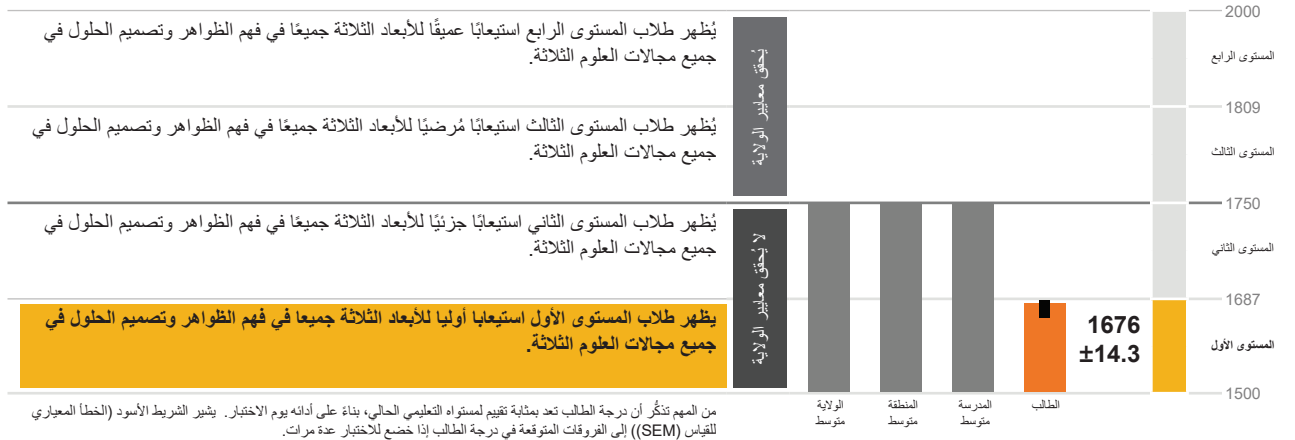 2000
المستوى الرابع
يُحقق معايير الولاية
يُظهر طلاب المستوى الرابع استيعابًا عميقًا للأبعاد الثلاثة جميعًا في فهم الظواهر وتصميم الحلول في
جميع مجالات العلوم الثلاثة.
1809
المستوى الثالث
يُظهر طلاب المستوى الثالث استيعابًا مُرضيًا للأبعاد الثلاثة جميعًا في فهم الظواهر وتصميم الحلول في
جميع مجالات العلوم الثلاثة.
1750
المستوى الثاني
لا يُحقق معايير الولاية
يُظهر طلاب المستوى الثاني استيعابًا جزئيًا للأبعاد الثلاثة جميعًا في فهم الظواهر وتصميم الحلول في
جميع مجالات العلوم الثلاثة.
1687
المستوى الأول
1676
±14.3
يظهر طلاب المستوى الأول استيعابا أوليا للأبعاد الثلاثة جميعا في فهم الظواهر وتصميم الحلول في
جميع مجالات العلوم الثلاثة.
1500
الطالب
المدرسة
متوسط
المنطقة
متوسط
الولاية
متوسط
من المهم تذكُّر أن درجة الطالب تعد بمثابة تقييم لمستواه التعليمي الحالي، بناءً على أدائه يوم الاختبار. يشير الشريط الأسود (الخطأ المعياري
للقياس (SEM)) إلى الفروقات المتوقعة في درجة الطالب إذا خضع للاختبار عدة مرات.